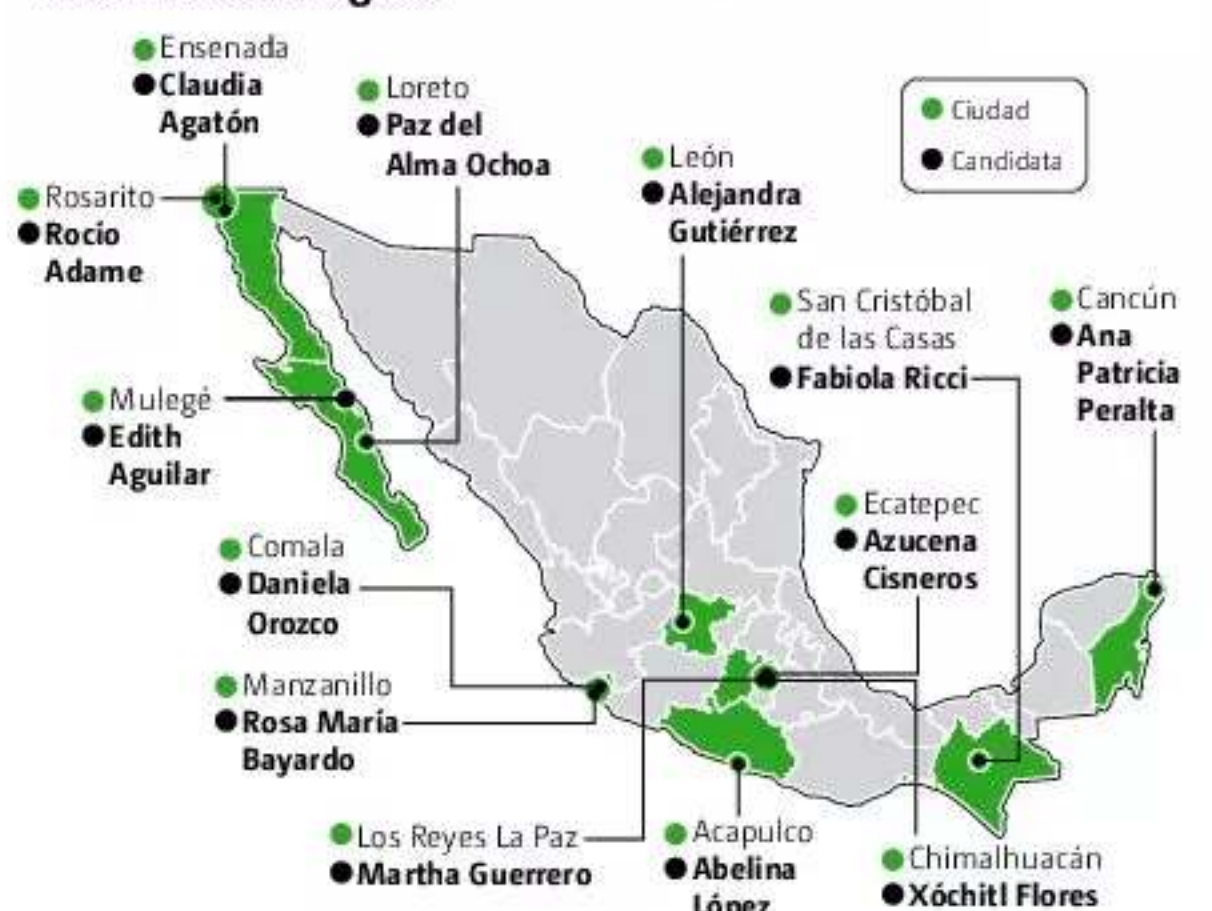 Ensenada
Claudia
Agatón
Loreto
Paz del
Alma Ochoa
Ciudad
Candidata
León
Alejandra
Gutiérrez
Rosarito
Rocío
Adame
San Cristóbal
de las Casas
Fabiola Ricci
Cancún
Ana
Patricia
Peralta
Mulegé
Edith
Aguilar
Ecatepec
Azucena
Cisneros
Comala
Daniela
Orozco
Manzanillo
Rosa María
Bayardo
Los Reyes La Paz
Martha Guerrero
Acapulco
Abelina
López
Chimalhuacán
Xóchitl Flores